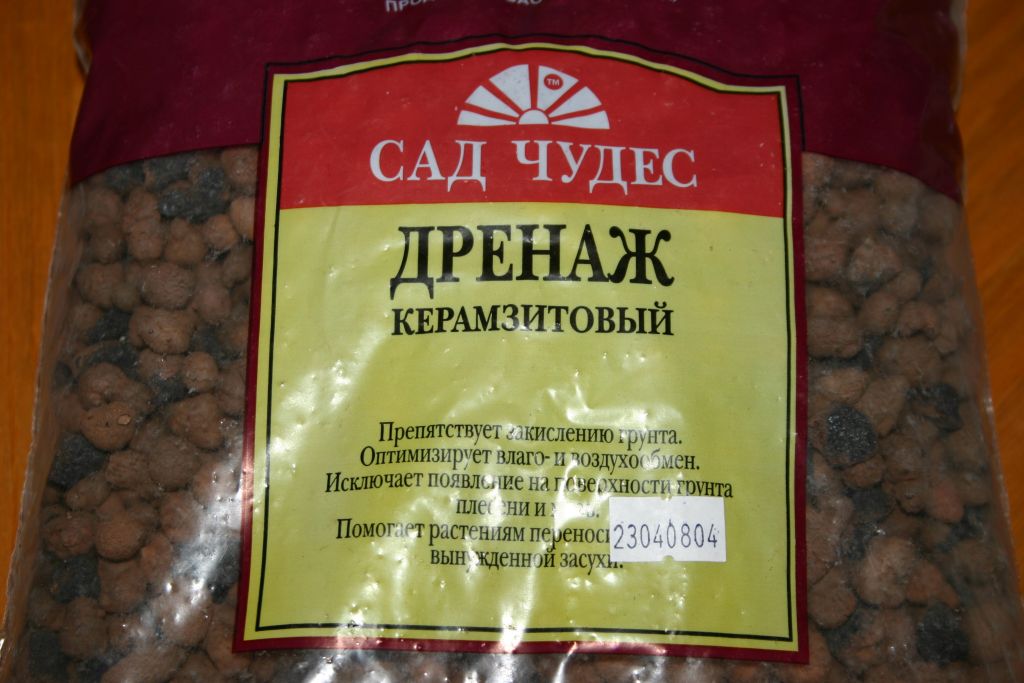 TM
САД ЧУДЕС
ДРЕНАЖ
КЕРАМЗИТОВЫЙ
Препятствует закислению грунта.
Оптимизирует влаго- и воздухообмен.
Исключает появление на поверхности грунта
плесени и
Помогает растениям
23040804
вынужденной засухи.